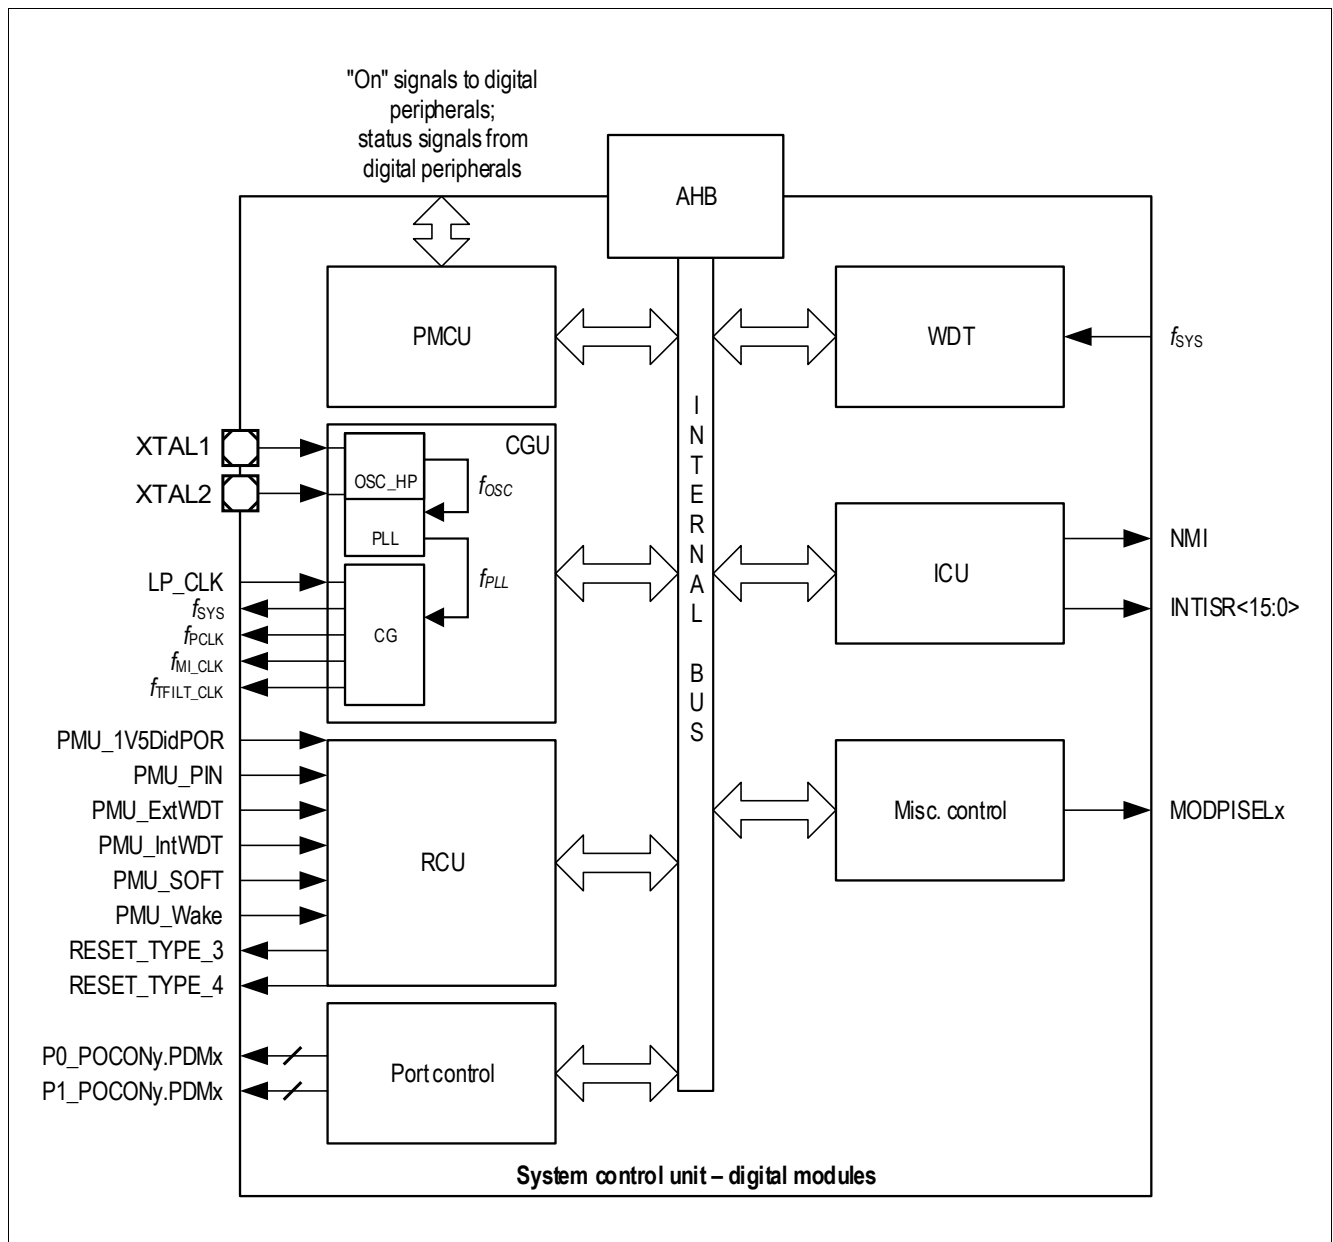 "On" signals to digital
peripherals;
status signals from
digital peripherals
AHB
PMCU
WDT
fSYS
INTERNAL BUS
XTAL1
XTAL2
CGU
OSC_HP
fOSC
PLL
fPLL
LP_CLK
fSYS
fPCLK
fMI_CLK
fTFILT_CLK
CG
ICU
NMI
INTISR<15:0>
PMU_1V5DidPOR
PMU_PIN
PMU_ExtWDT
PMU_IntWDT
PMU_SOFT
PMU_Wake
RESET_TYPE_3
RESET_TYPE_4
RCU
Misc. control
MODPISELx
P0_POCONy.PDMx
P1_POCONy.PDMx
Port control
System control unit – digital modules